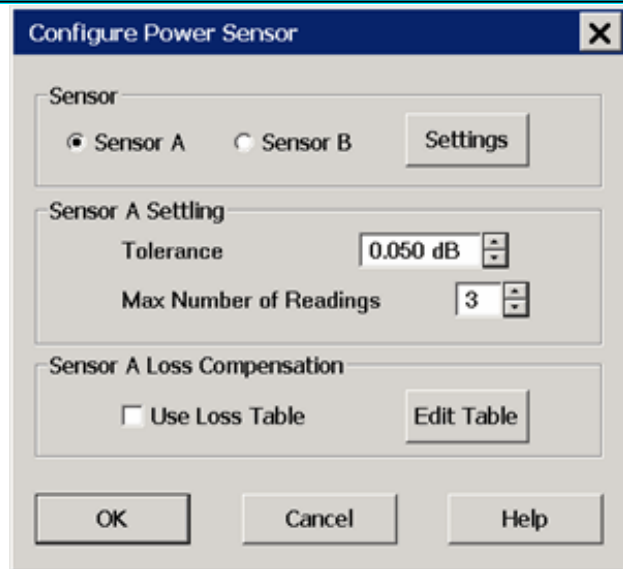 Configure Power Sensor
Sensor
Sensor A Sensor B Settings
Sensor A Settling
Tolerance 0.050 dB
Max Number of Readings 3
Sensor A Loss Compensation
Use Loss Table Edit Table
OK Cancel Help